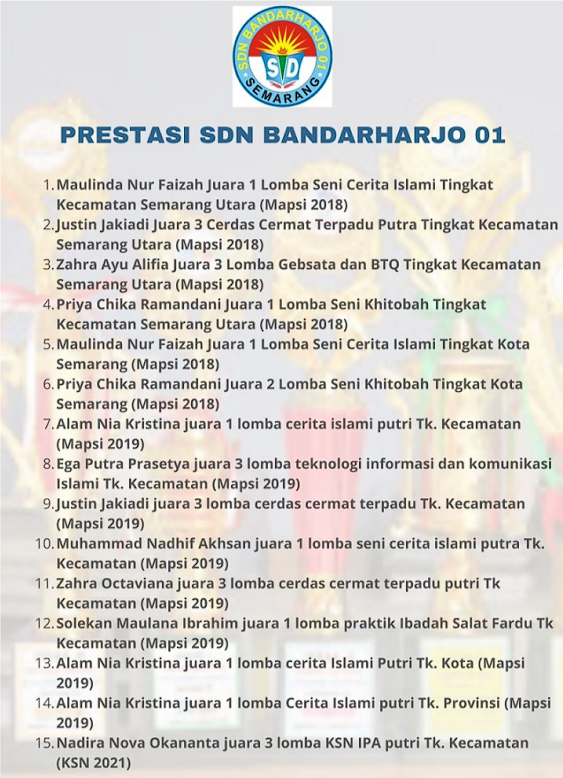 SDN BANDARHARJO 01
SD
SEMARANG
PRESTASI SDN BANDARHARJO 01
1. Maulinda Nur Faizah Juara 1 Lomba Seni Cerita Islami Tingkat
Kecamatan Semarang Utara (Mapsi 2018)
2. Justin Jakiadi Juara 3 Cerdas Cermat Terpadu Putra Tingkat Kecamatan
Semarang Utara (Mapsi 2018)
3. Zahra Ayu Alifia Juara 3 Lomba Gebsata dan BTQ Tingkat Kecamatan
Semarang Utara (Mapsi 2018)
4. Priya Chika Ramandani Juara 1 Lomba Seni Khitobah Tingkat
Kecamatan Semarang Utara (Mapsi 2018)
5. Maulinda Nur Faizah Juara 1 Lomba Seni Cerita Islami Tingkat Kota
Semarang (Mapsi 2018)
6. Priya Chika Ramandani Juara 2 Lomba Seni Khitobah Tingkat Kota
Semarang (Mapsi 2018)
7. Alam Nia Kristina juara 1 lomba cerita islami putri Tk. Kecamatan
(Mapsi 2019)
8. Ega Putra Prasetya juara 3 lomba teknologi informasi dan komunikasi
Islami Tk. Kecamatan (Mapsi 2019)
9. Justin Jakiadi juara 3 lomba cerdas cermat terpadu Tk. Kecamatan
(Mapsi 2019)
10. Muhammad Nadhif Akhsan juara 1 lomba seni cerita islami putra Tk.
Kecamatan (Mapsi 2019)
11. Zahra Octaviana juara 3 lomba cerdas cermat terpadu putri Tk
Kecamatan (Mapsi 2019)
12. Solekan Maulana Ibrahim juara 1 lomba praktik Ibadah Salat Fardu Tk
Kecamatan (Mapsi 2019)
13. Alam Nia Kristina juara 1 lomba cerita Islami Putri Tk. Kota (Mapsi
2019)
14. Alam Nia Kristina juara 1 lomba Cerita Islami putri Tk. Provinsi (Mapsi
2019)
15. Nadira Nova Okananta juara 3 lomba KSN IPA putri Tk. Kecamatan
(KSN 2021)